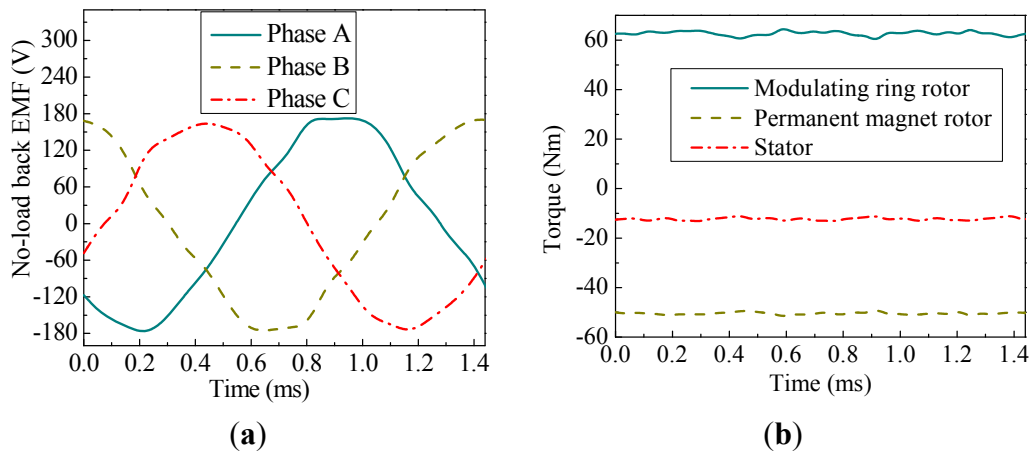 No-load back EMF (V)
300
240
180
120
60
0
-60
-120
-180
Phase A
Phase B
Phase C
0.0 0.2 0.4 0.6 0.8 1.0 1.2 1.4
Time (ms)
(a)
Torque (Nm)
60
40
20
0
-20
-40
-60
Modulating ring rotor
Permanent magnet rotor
Stator
0.0 0.2 0.4 0.6 0.8 1.0 1.2 1.4
Time (ms)
(b)